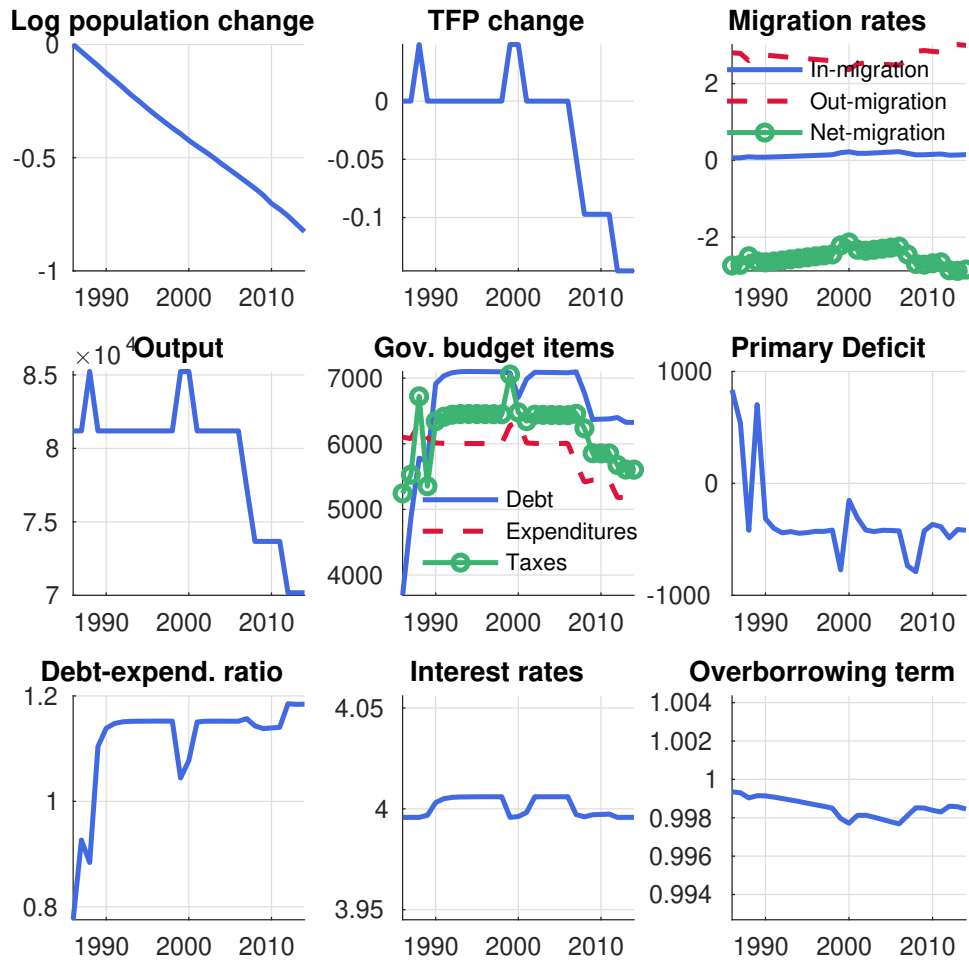 Log population change
0
-0.5
-1
1990 2000 2010
TFP change
0
-0.05
-0.1
1990 2000 2010
Migration rates
2
0
-2
In-migration
Out-migration
Net-migration
1990 2000 2010
Output
×10 4
8.5
8
7.5
7
1990 2000 2010
Gov. budget items
7000
6000
5000
4000
Debt
Expenditures
Taxes
1990 2000 2010
Primary Deficit
1000
0
-1000
1990 2000 2010
Debt-expend. ratio
1.2
1
0.8
1990 2000 2010
Interest rates
4.05
4
3.95
1990 2000 2010
Overborrowing term
1.004
1.002
1
0.998
0.996
0.994
1990 2000 2010